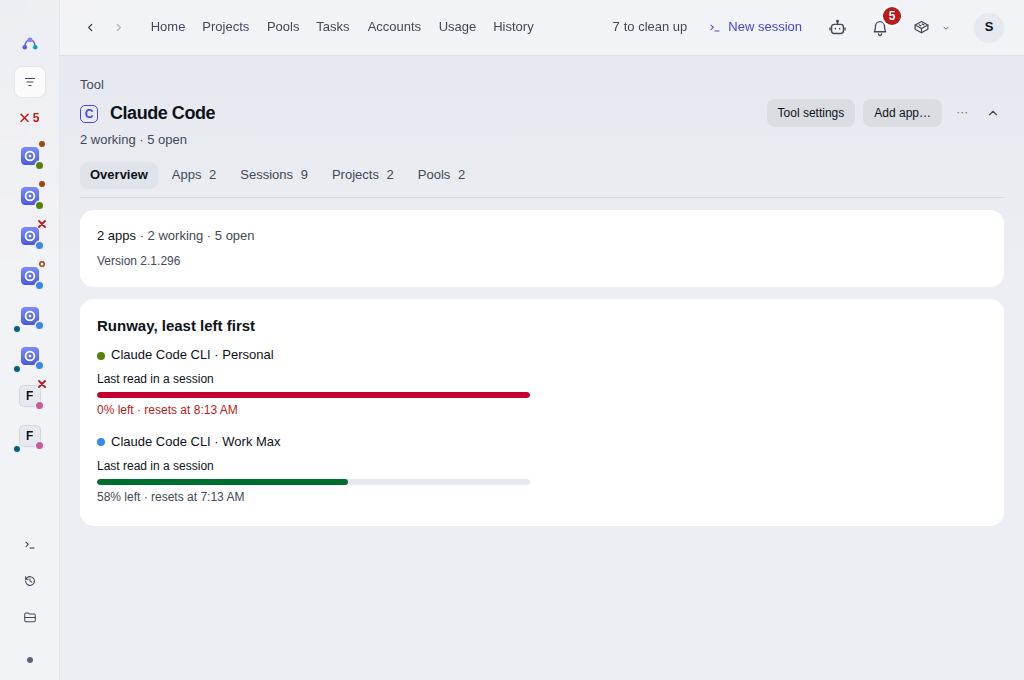 Home Projects Pools Tasks Accounts Usage History 7 to clean up New session 5 S
5
F
F
Tool
C Claude Code Tool settings Add app… ···
2 working · 5 open
Overview Apps 2 Sessions 9 Projects 2 Pools 2
2 apps · 2 working · 5 open
Version 2.1.296
Runway, least left first
Claude Code CLI · Personal
Last read in a session
0% left · resets at 8:13 AM
Claude Code CLI · Work Max
Last read in a session
58% left · resets at 7:13 AM